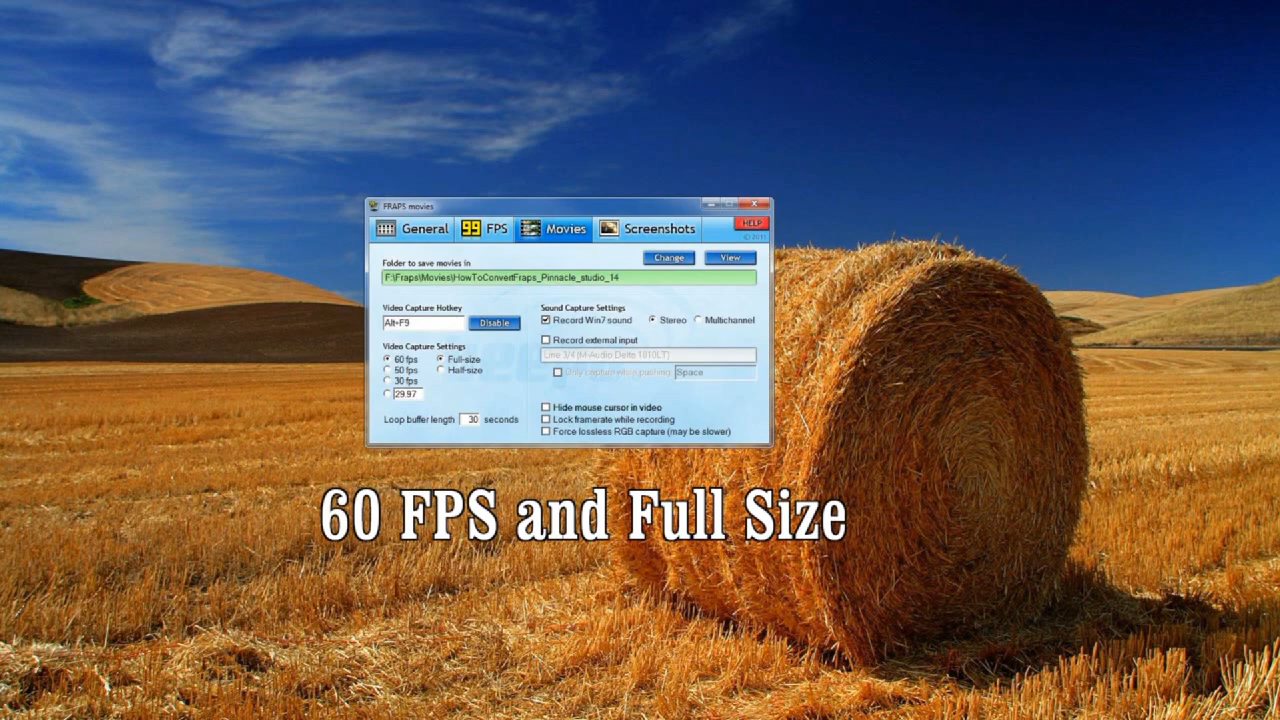 FRAPS movies
General 99 FPS Movies Screenshots HELP
© 2011
Folder to save movies in Change View
F:\Fraps\Movies\HowToConvertFraps_Pinnacle_studio_14
Video Capture Hotkey
Alt+F9 Disable
Video Capture Settings
60 fps Full-size
50 fps Half-size
30 fps
29.97
Loop buffer length 30 seconds
Sound Capture Settings
Record Win7 sound Stereo Multichannel
Record external input
Line 3/4 (M-Audio Delta 1010LT)
Only capture while pushing Space
Hide mouse cursor in video
Lock framerate while recording
Force lossless RGB capture (may be slower)
60 FPS and Full Size